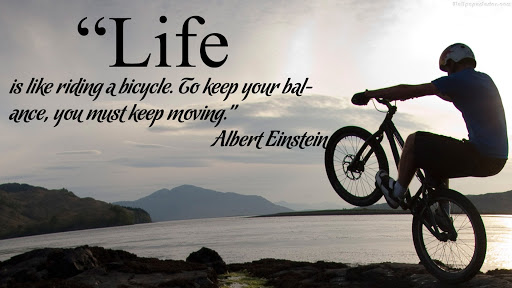 “Life
is like riding a bicycle. To keep your bal-
ance, you must keep moving."
Albert Einstein